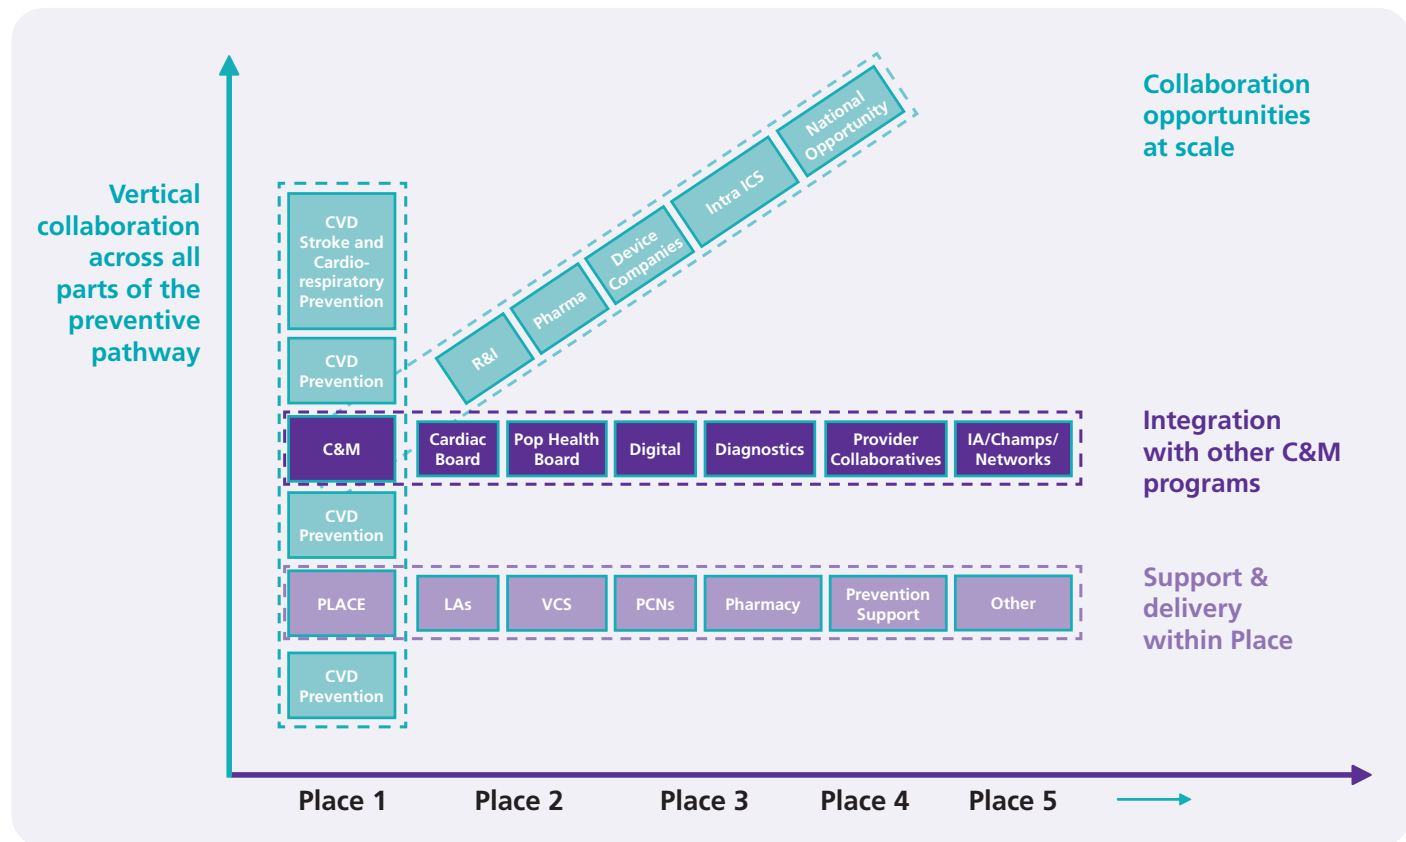 Vertical
collaboration
across all
parts of the
preventive
pathway
CVD
Stroke and
Cardio-
respiratory
Prevention
CVD
Prevention
C&M
CVD
Prevention
PLACE
CVD
Prevention
R&I
Pharma
Device
Companies
Intra ICS
National
Opportunity
Collaboration
opportunities
at scale
Cardiac
Board
Pop Health
Board
Digital
Diagnostics
Provider
Collaboratives
IA/Champs/
Networks
Integration
with other C&M
programs
LAs
VCS
PCNs
Pharmacy
Prevention
Support
Other
Support &
delivery
within Place
Place 1
Place 2
Place 3
Place 4
Place 5